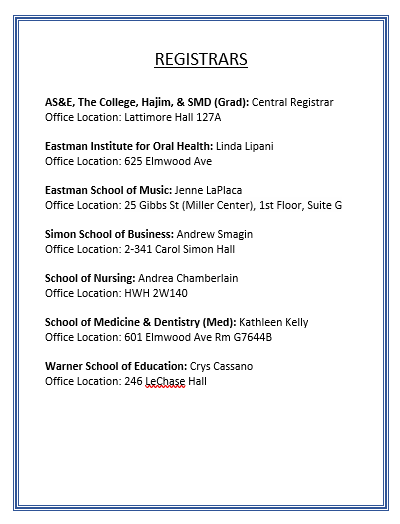 REGISTRARS
AS&E, The College, Hajim, & SMD (Grad): Central Registrar
Office Location: Lattimore Hall 127A
Eastman Institute for Oral Health: Linda Lipani
Office Location: 625 Elmwood Ave
Eastman School of Music: Jenne LaPlaca
Office Location: 25 Gibbs St (Miller Center), 1st Floor, Suite G
Simon School of Business: Andrew Smagin
Office Location: 2-341 Carol Simon Hall
School of Nursing: Andrea Chamberlain
Office Location: HWH 2W140
School of Medicine & Dentistry (Med): Kathleen Kelly
Office Location: 601 Elmwood Ave Rm G7644B
Warner School of Education: Crys Cassano
Office Location: 246 LeChase Hall